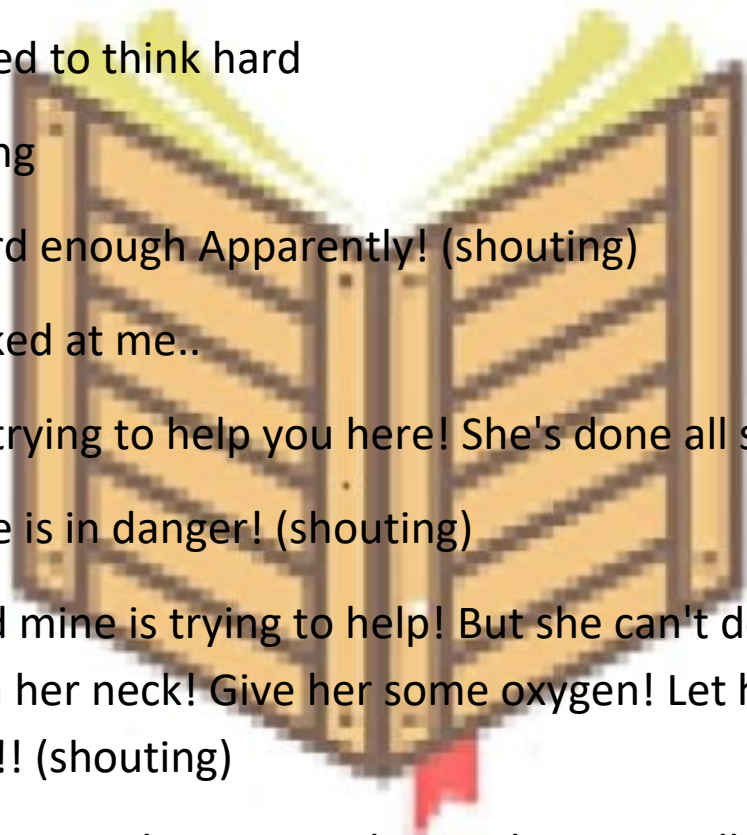 ed to think hard
ng
rd enough Apparently! (shouting)
ked at me..
trying to help you here! She's done all s
e is in danger! (shouting)
d mine is trying to help! But she can't d
her neck! Give her some oxygen! Let h
!! (shouting)